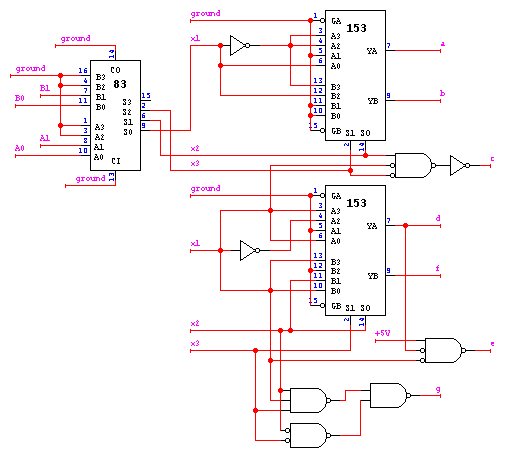 ground
x1
ground
ground
B1
B0
A1
A0
ground
83
14 CO
16 B3
4 B2
7 B1
11 B0
1 A3
3 A2
8 A1
10 A0
CI
13
S3 15
S2 2
S1 6
S0 9
153
1 GA
3 A3
4 A2
5 A1
6 A0
13 B3
12 B2
11 B1
10 B0
15 GB
YA 7
YB 9
S1 S0
2 14
a
b
x2
x3
c
ground
x1
153
1 GA
3 A3
4 A2
5 A1
6 A0
13 B3
12 B2
11 B1
10 B0
15 GB
YA 7
YB 9
S1 S0
2 14
d
f
x2
x3
+5V
e
g